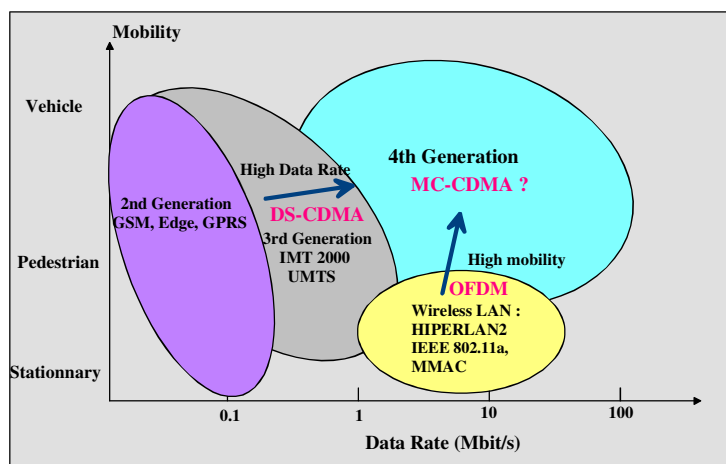 Mobility
Vehicle
Pedestrian
Stationnary
2nd Generation
GSM, Edge, GPRS
High Data Rate
DS-CDMA
3rd Generation
IMT 2000
UMTS
4th Generation
MC-CDMA ?
High mobility
OFDM
Wireless LAN :
HIPERLAN2
IEEE 802.11a,
MMAC
0.1
1
10
100
Data Rate (Mbit/s)